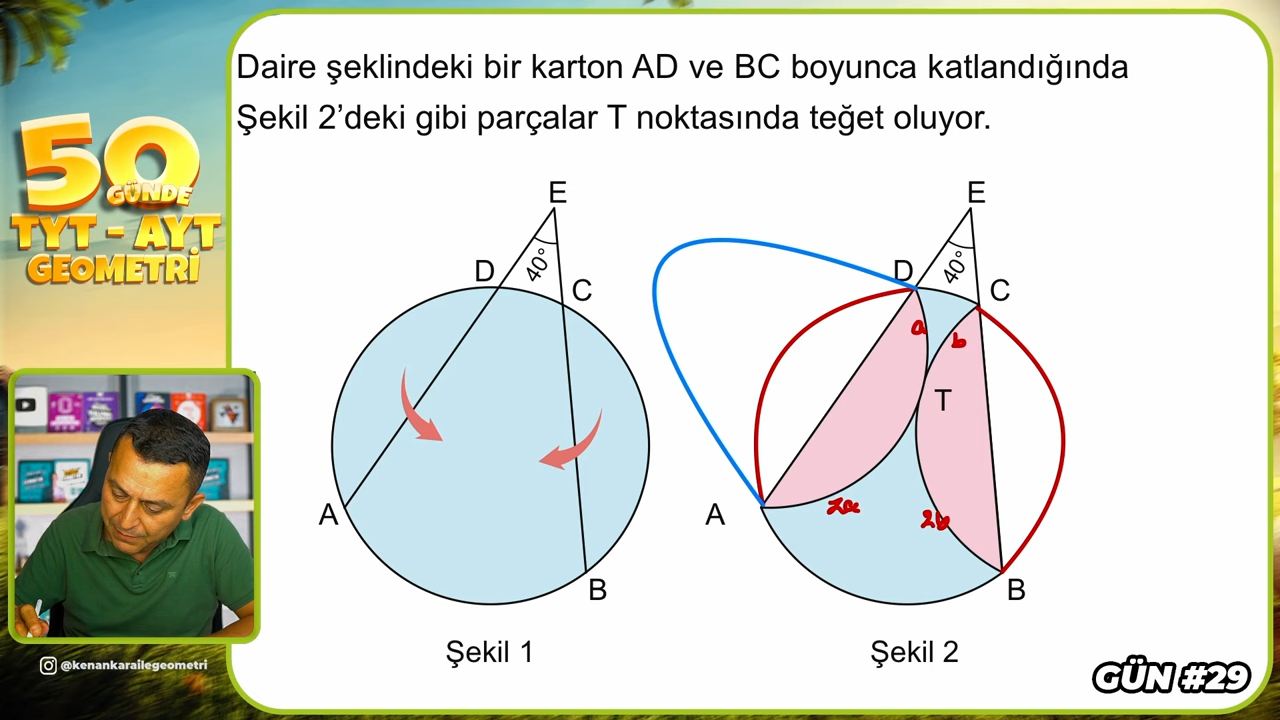 Daire şeklindeki bir karton AD ve BC boyunca katlandığında
Şekil 2'deki gibi parçalar T noktasında teğet oluyor.
50
GÜNDE
TYT - AYT
GEOMETRİ
E
40°
D
C
A
B
Şekil 1
E
40°
D
C
a
b
T
A
2a
2b
B
Şekil 2
@kenankarailegeometri
GÜN #29